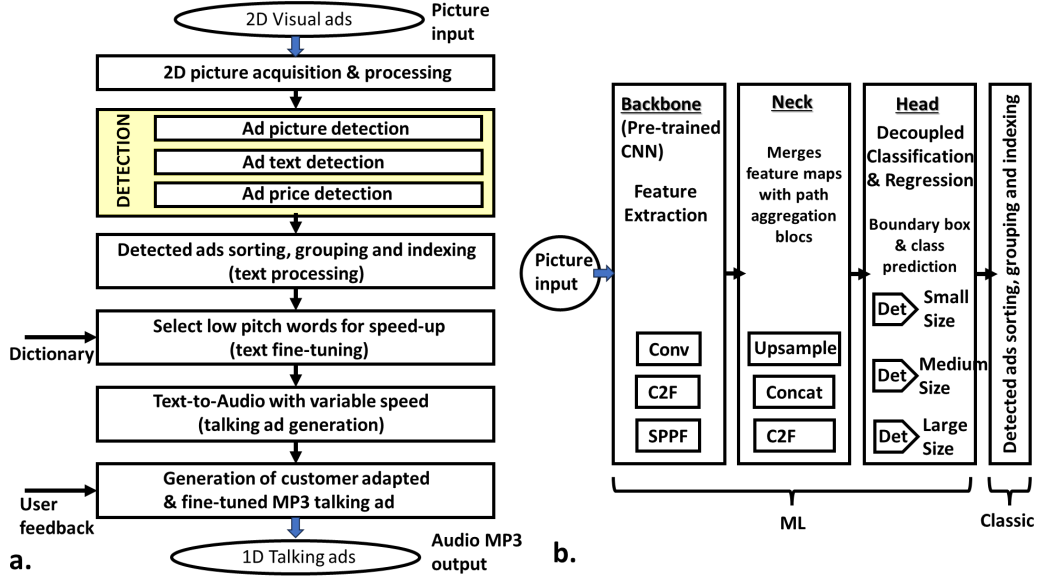 2D Visual ads
Picture
input
2D picture acquisition & processing
DETECTION
Ad picture detection
Ad text detection
Ad price detection
Detected ads sorting, grouping and indexing
(text processing)
Select low pitch words for speed-up
(text fine-tuning)
Dictionary
Text-to-Audio with variable speed
(talking ad generation)
Generation of customer adapted
& fine-tuned MP3 talking ad
User
feedback
1D Talking ads
Audio MP3
output
a.
Picture
input
Backbone
(Pre-trained
CNN)
Feature
Extraction
Conv
C2F
SPPF
Neck
Merges
feature maps
with path
aggregation
blocs
Upsample
Concat
C2F
Head
Decoupled
Classification
& Regression
Boundary box
& class
prediction
Det
Small
Size
Det
Medium
Size
Det
Large
Size
Detected ads sorting, grouping and indexing
ML
Classic
b.